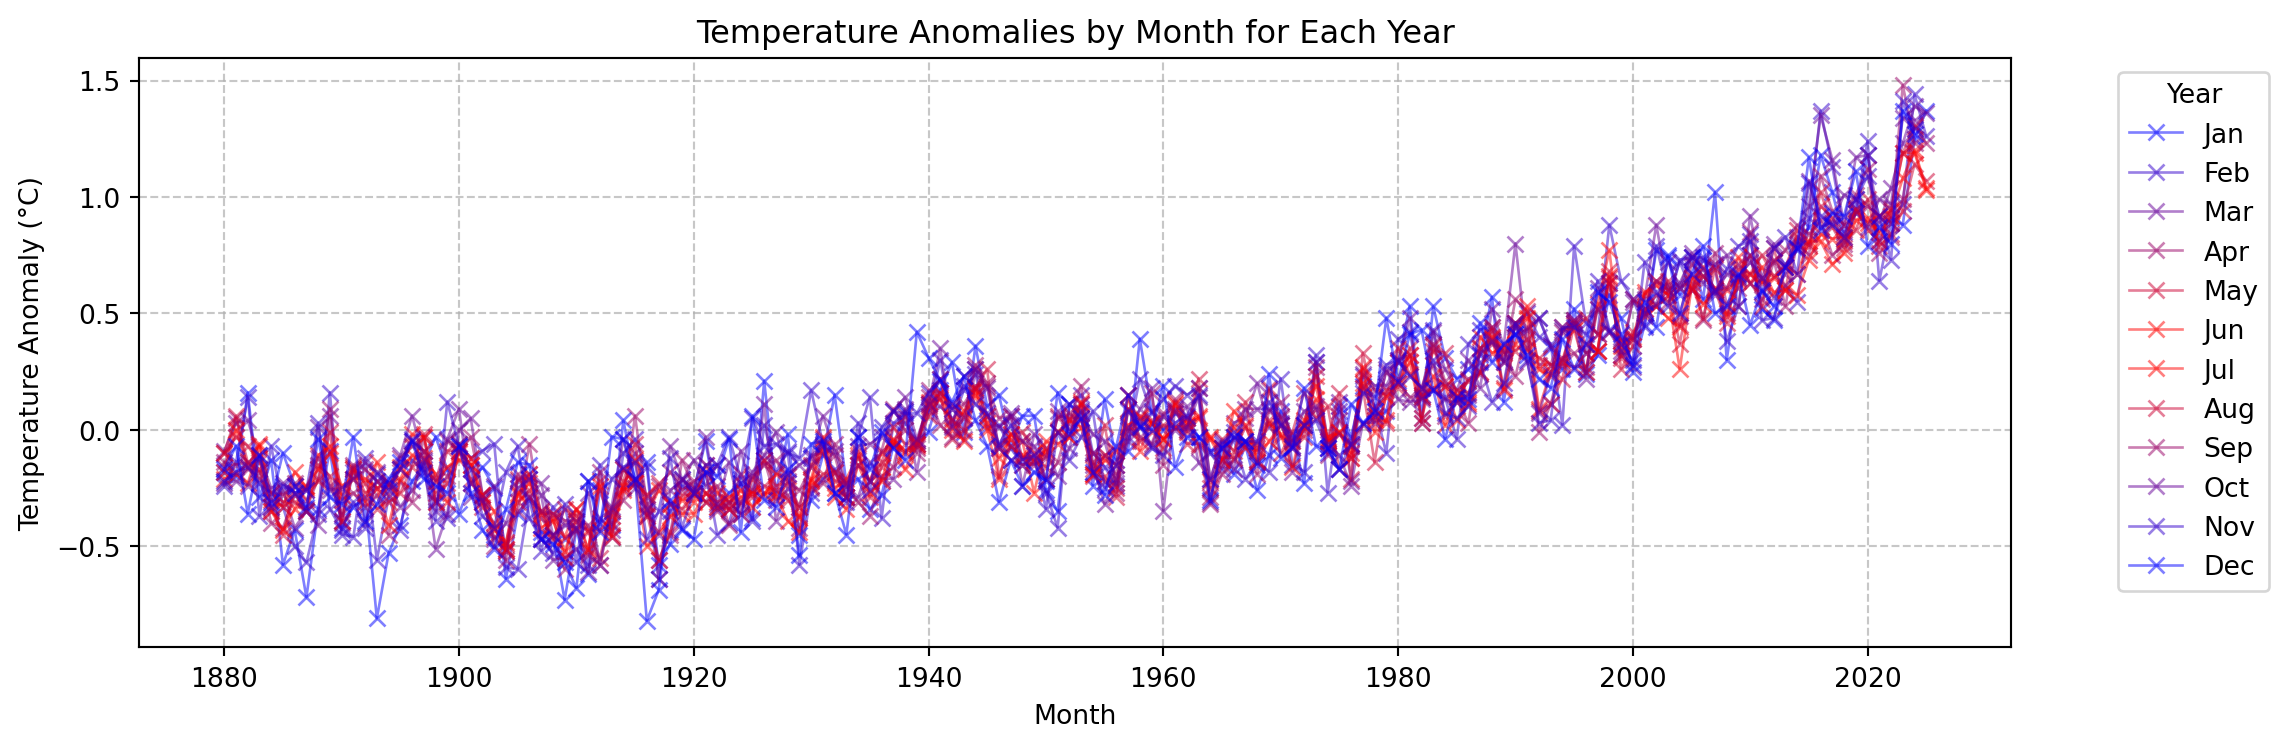 Temperature Anomalies by Month for Each Year
Temperature Anomaly (°C)
1.5
1.0
0.5
0.0
−0.5
1880 1900 1920 1940 1960 1980 2000 2020
Month
Year
Jan
Feb
Mar
Apr
May
Jun
Jul
Aug
Sep
Oct
Nov
Dec